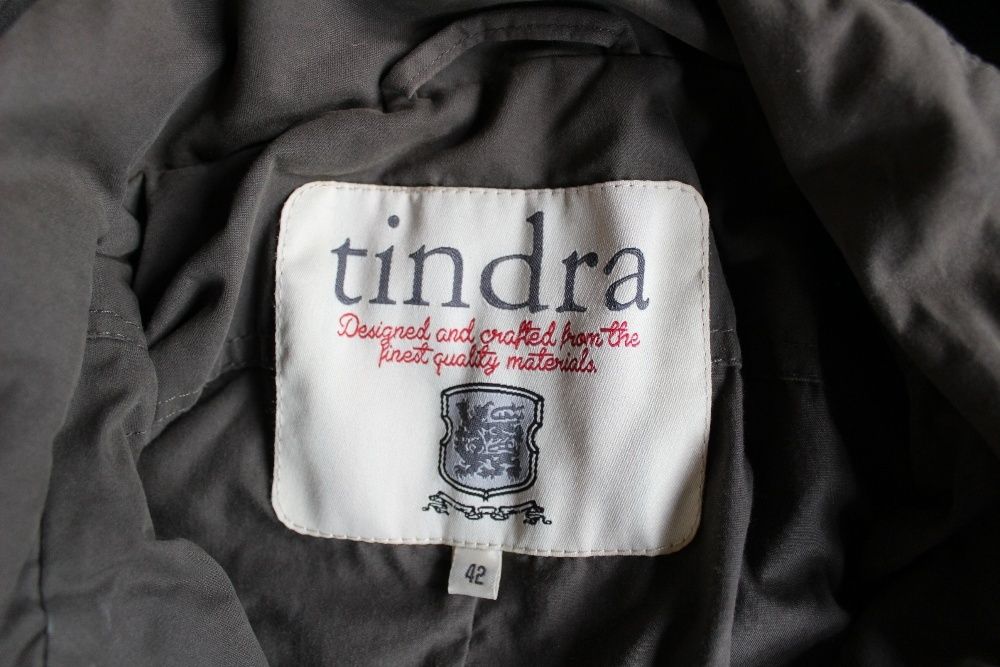 tindra
Designed and crafted from the
finest quality materials.
42